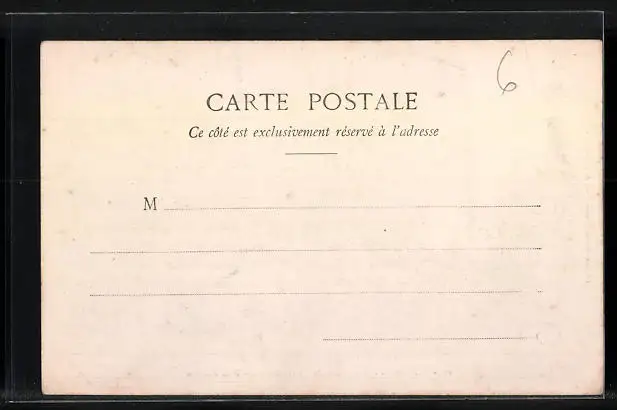 6
CARTE POSTALE
Ce côté est exclusivement réservé à l'adresse
M